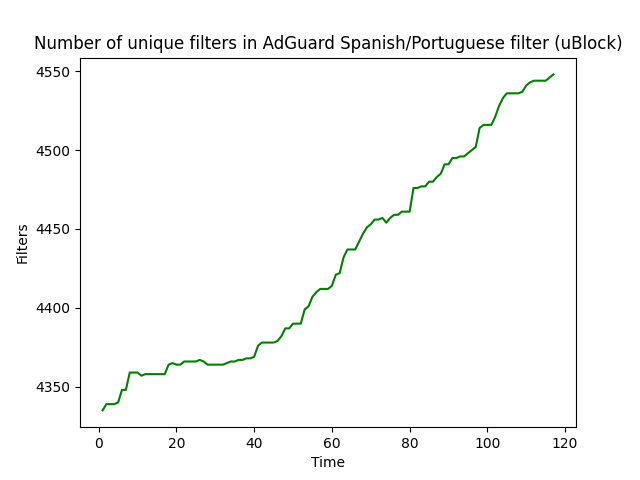 Number of unique filters in AdGuard Spanish/Portuguese filter (uBlock)
4550
4500
4450
4400
4350
Filters
0 20 40 60 80 100 120
Time